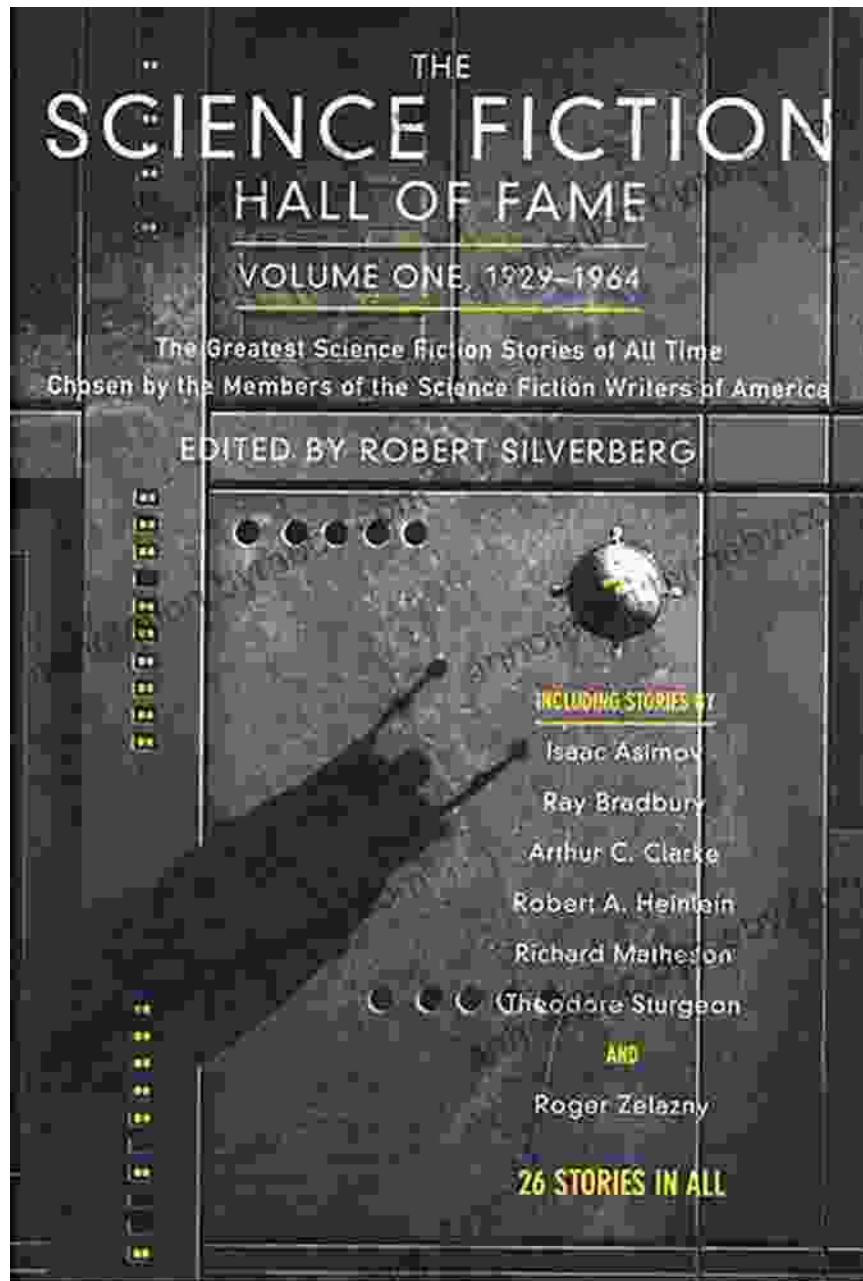 THE
SCIENCE FICTION
HALL OF FAME
VOLUME ONE, 1929–1964
The Greatest Science Fiction Stories of All Time
Chosen by the Members of the Science Fiction Writers of America
EDITED BY ROBERT SILVERBERG
INCLUDING STORIES BY
Isaac Asimov
Ray Bradbury
Arthur C. Clarke
Robert A. Heinlein
Richard Matheson
Theodore Sturgeon
AND
Roger Zelazny
26 STORIES IN ALL